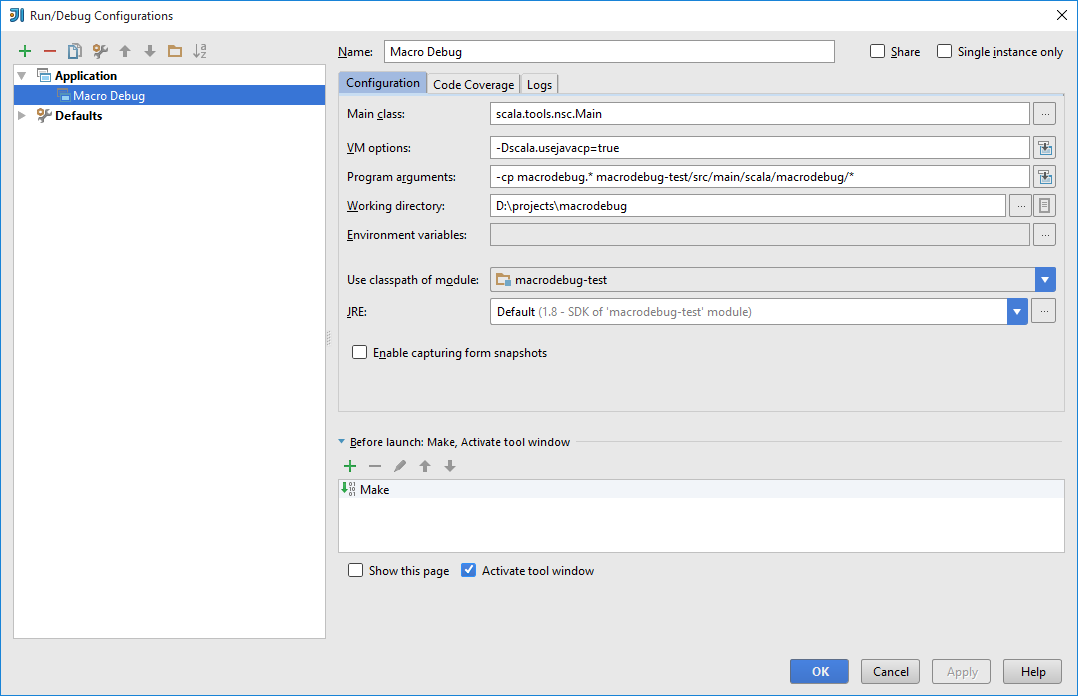 Run/Debug Configurations
Application
Macro Debug
Defaults
Name: Macro Debug
Share
Single instance only
Configuration
Code Coverage
Logs
Main class: scala.tools.nsc.Main
VM options: -Dscala.usejavacp=true
Program arguments: -cp macrodebug.* macrodebug-test/src/main/scala/macrodebug/*
Working directory: D:\projects\macrodebug
Environment variables:
Use classpath of module: macrodebug-test
JRE: Default (1.8 - SDK of 'macrodebug-test' module)
Enable capturing form snapshots
Before launch: Make, Activate tool window
Make
Show this page
Activate tool window
OK
Cancel
Apply
Help